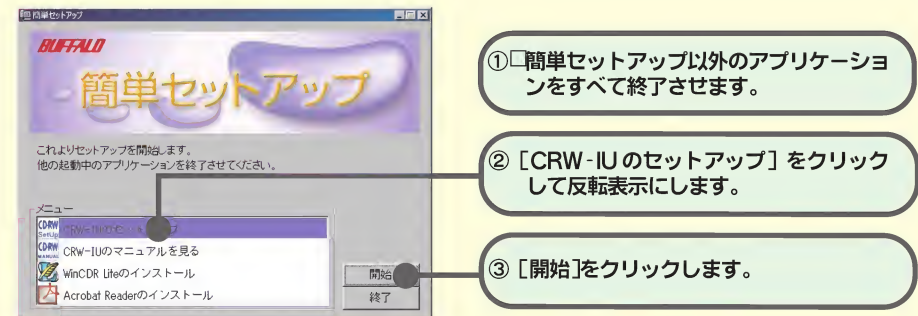 簡単セットアップ
BUFFALO
簡単セットアップ
これよりセットアップを開始します。
他の起動中のアプリケーションを終了させてください。
メニュー
CDRW
CDRW
MANUAL
CRW-IUのマニュアルを見る
WinCDR Liteのインストール
Acrobat Readerのインストール
開始
終了
①□簡単セットアップ以外のアプリケーショ
ンをすべて終了させます。
② [CRW-IUのセットアップ] をクリック
して反転表示にします。
③ [開始]をクリックします。